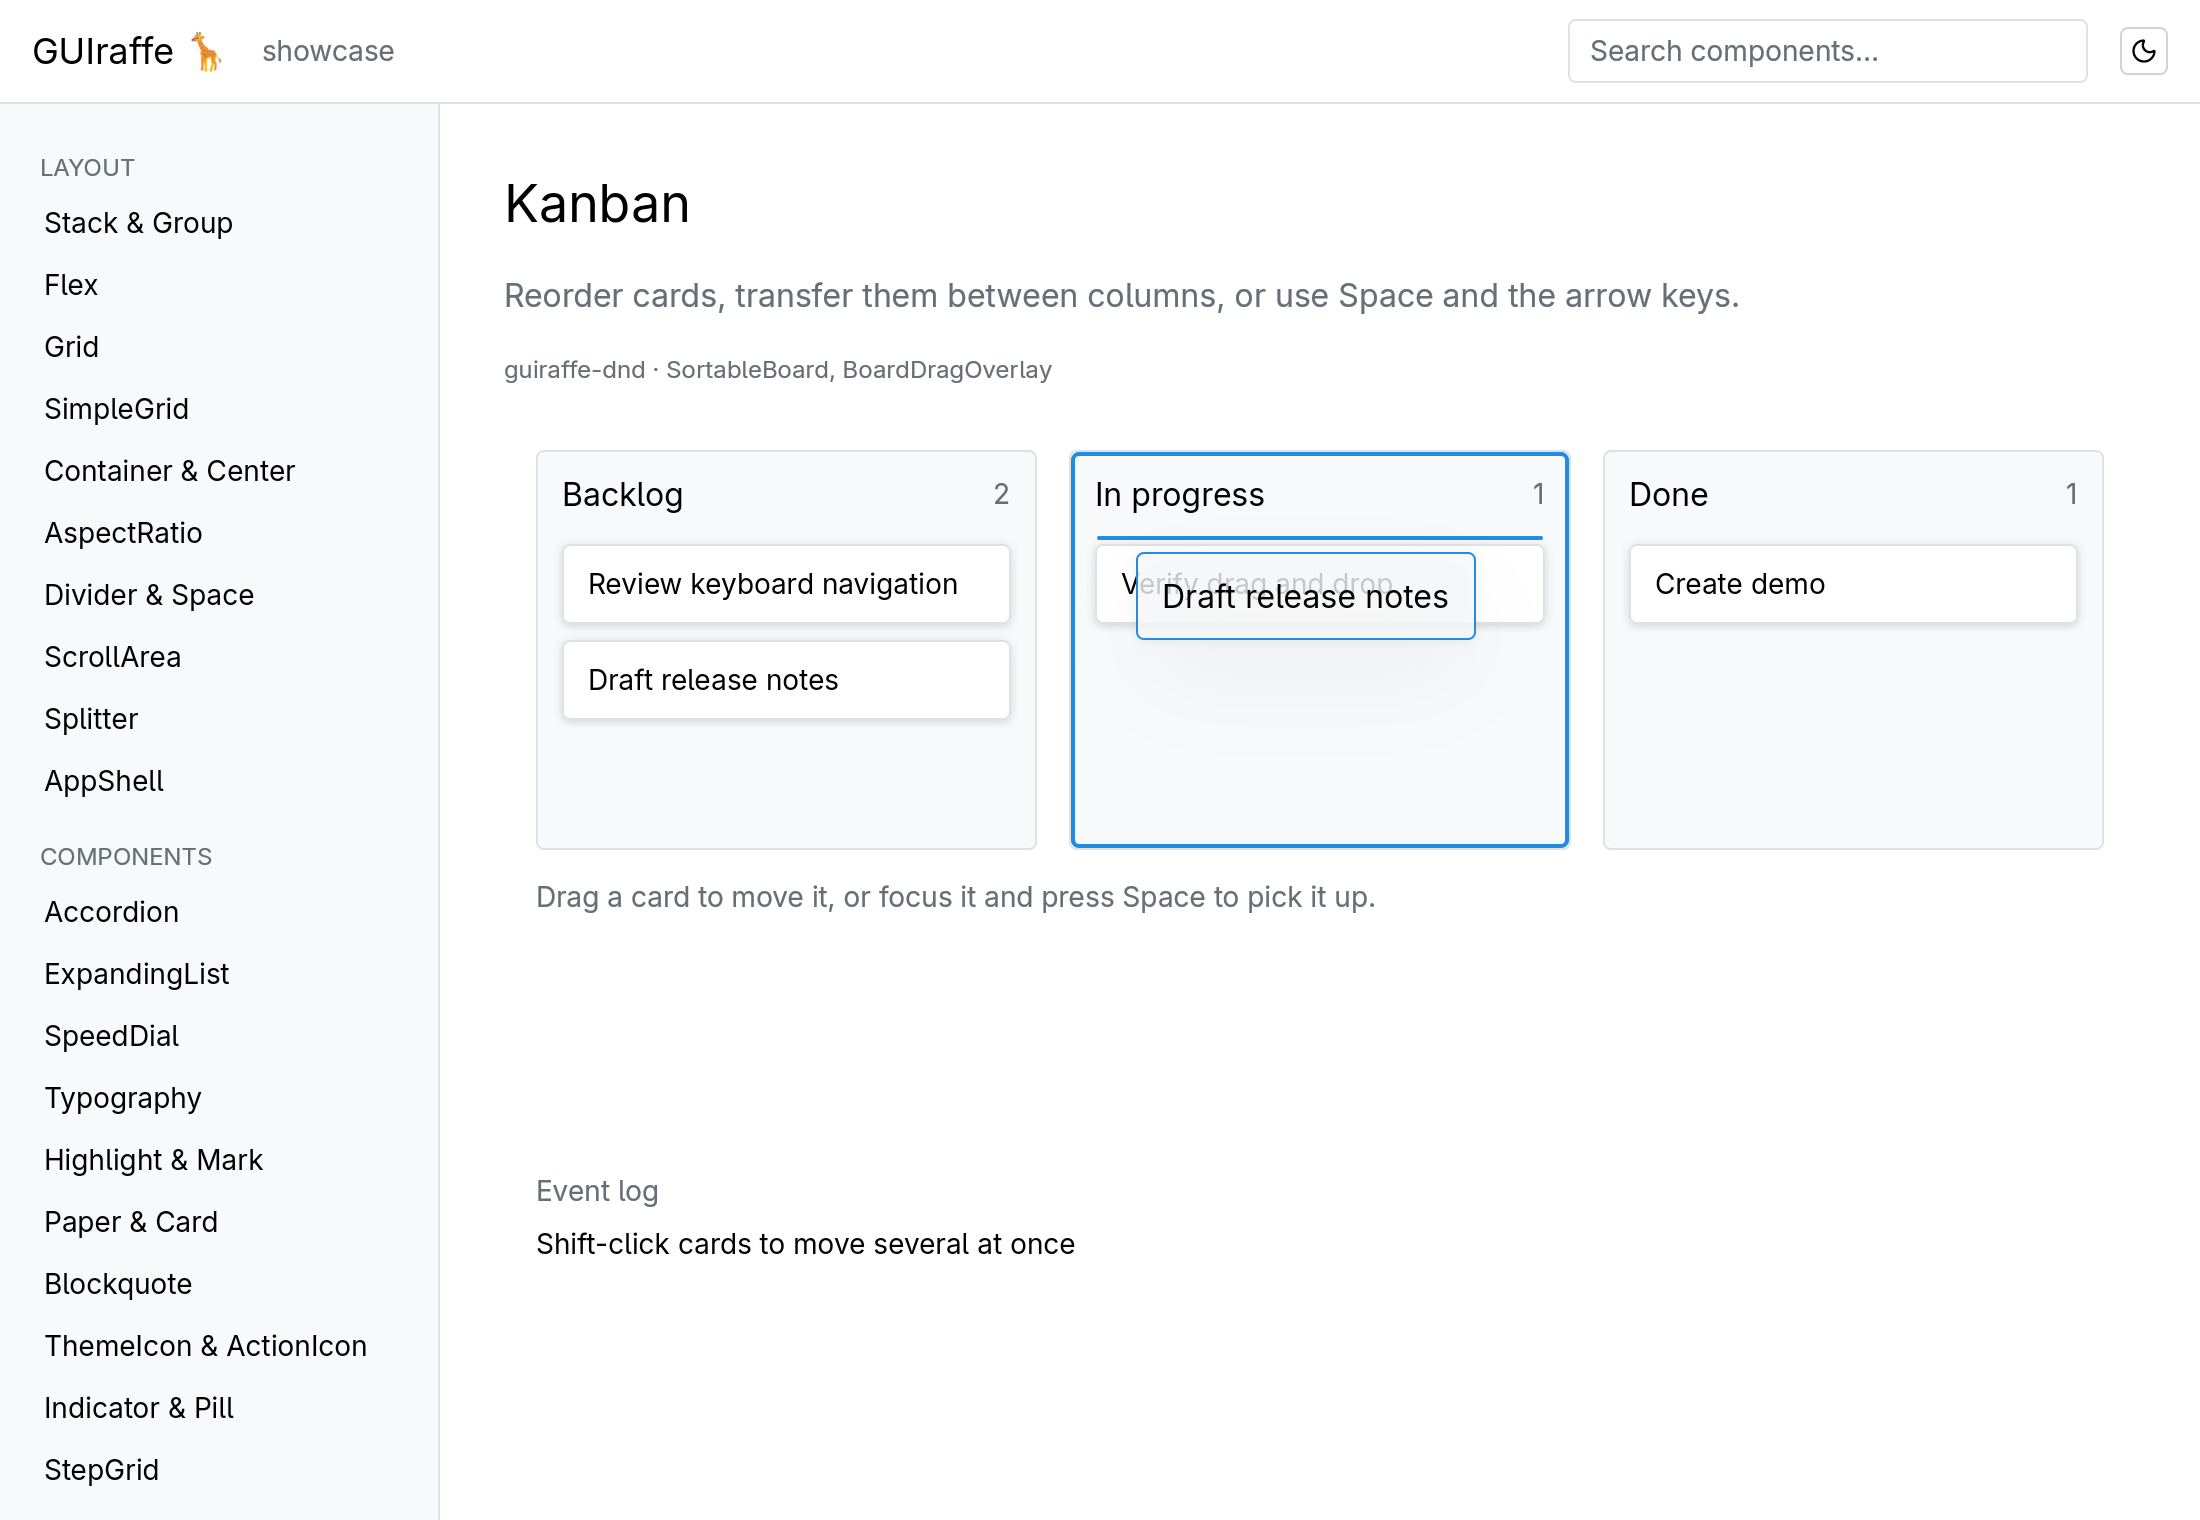 GUIraffe 🦒 showcase
Search components...
LAYOUT
Stack & Group
Flex
Grid
SimpleGrid
Container & Center
AspectRatio
Divider & Space
ScrollArea
Splitter
AppShell
COMPONENTS
Accordion
ExpandingList
SpeedDial
Typography
Highlight & Mark
Paper & Card
Blockquote
ThemeIcon & ActionIcon
Indicator & Pill
StepGrid
Kanban
Reorder cards, transfer them between columns, or use Space and the arrow keys.
guiraffe-dnd · SortableBoard, BoardDragOverlay
Backlog 2
Review keyboard navigation
Draft release notes
In progress 1
Verify drag and drop
Draft release notes
Done 1
Create demo
Drag a card to move it, or focus it and press Space to pick it up.
Event log
Shift-click cards to move several at once